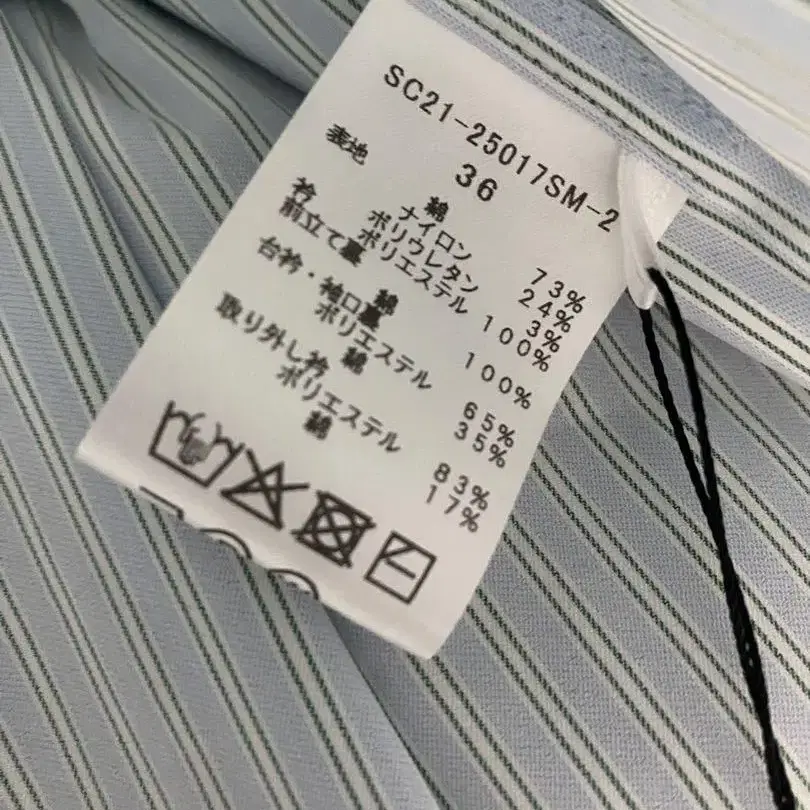 SC21-25017SM-2
36
表地 綿 73%
ナイロン 24%
ポリウレタン 3%
衿 ポリエステル 100%
前立て裏 綿 100%
台衿・袖口裏 ポリエステル 65%
綿 35%
取り外し衿 ポリエステル 83%
綿 17%